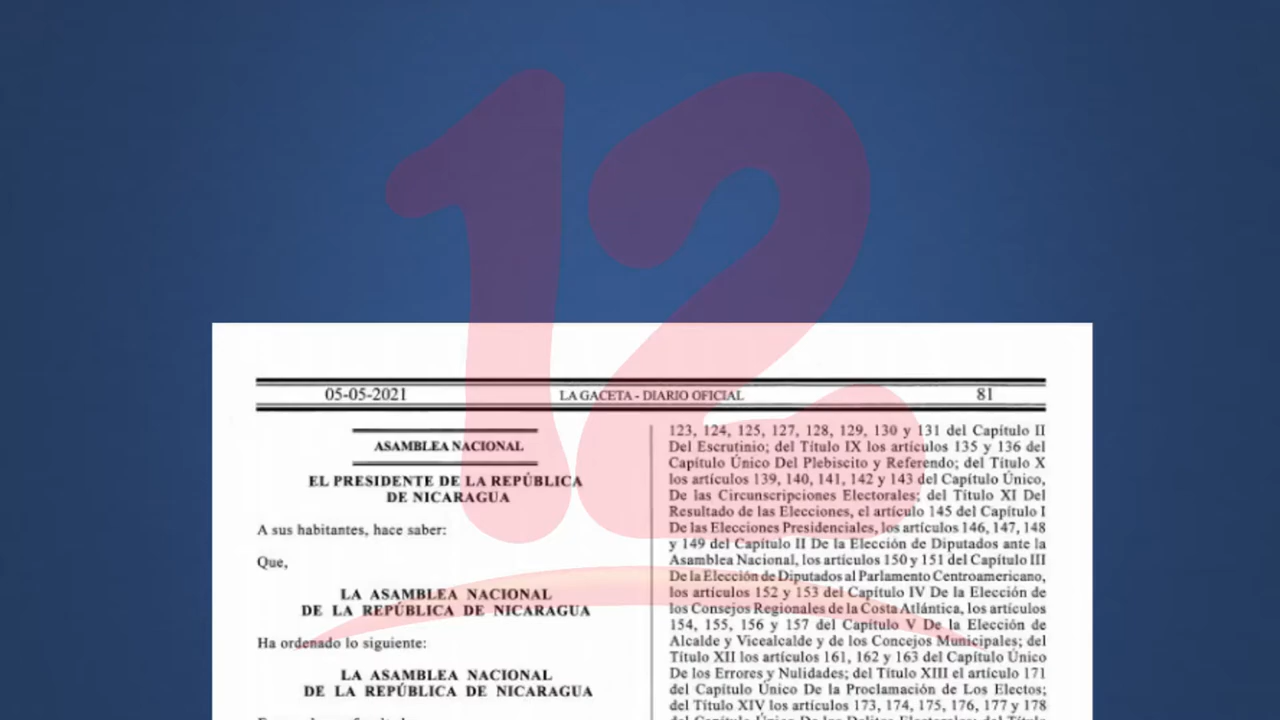 12
05-05-2021 LA GACETA - DIARIO OFICIAL 81
ASAMBLEA NACIONAL
EL PRESIDENTE DE LA REPÚBLICA
DE NICARAGUA
A sus habitantes, hace saber:
Que,
LA ASAMBLEA NACIONAL
DE LA REPÚBLICA DE NICARAGUA
Ha ordenado lo siguiente:
LA ASAMBLEA NACIONAL
DE LA REPÚBLICA DE NICARAGUA
123, 124, 125, 127, 128, 129, 130 y 131 del Capítulo II
Del Escrutinio; del Título IX los artículos 135 y 136 del
Capítulo Único Del Plebiscito y Referendo; del Título X
los artículos 139, 140, 141, 142 y 143 del Capítulo Único,
De las Circunscripciones Electorales; del Título XI Del
Resultado de las Elecciones, el artículo 145 del Capítulo I
De las Elecciones Presidenciales, los artículos 146, 147, 148
y 149 del Capítulo II De la Elección de Diputados ante la
Asamblea Nacional, los artículos 150 y 151 del Capítulo III
De la Elección de Diputados al Parlamento Centroamericano,
los artículos 152 y 153 del Capítulo IV De la Elección de
los Consejos Regionales de la Costa Atlántica, los artículos
154, 155, 156 y 157 del Capítulo V De la Elección de
Alcalde y Vicealcalde y de los Concejos Municipales; del
Título XII los artículos 161, 162 y 163 del Capítulo Único
De los Errores y Nulidades; del Título XIII el artículo 171
del Capítulo Único De la Proclamación de Los Electos;
del Título XIV los artículos 173, 174, 175, 176, 177 y 178